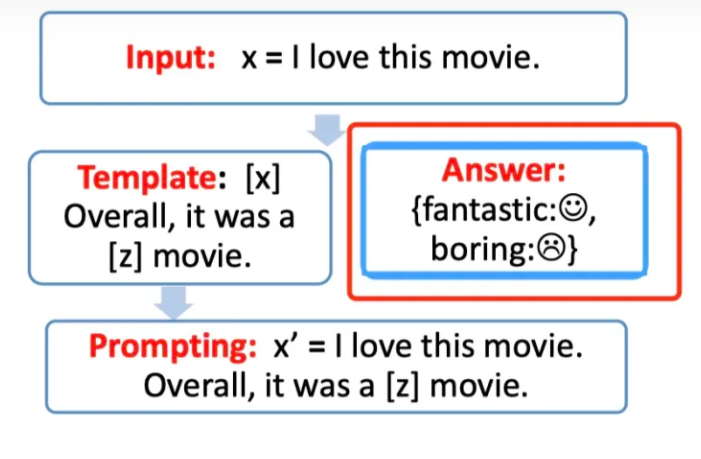 Input: x = I love this movie.
Template: [x]
Overall, it was a
[z] movie.
Answer:
{fantastic:☺,
boring:☹}
Prompting: x′ = I love this movie.
Overall, it was a [z] movie.